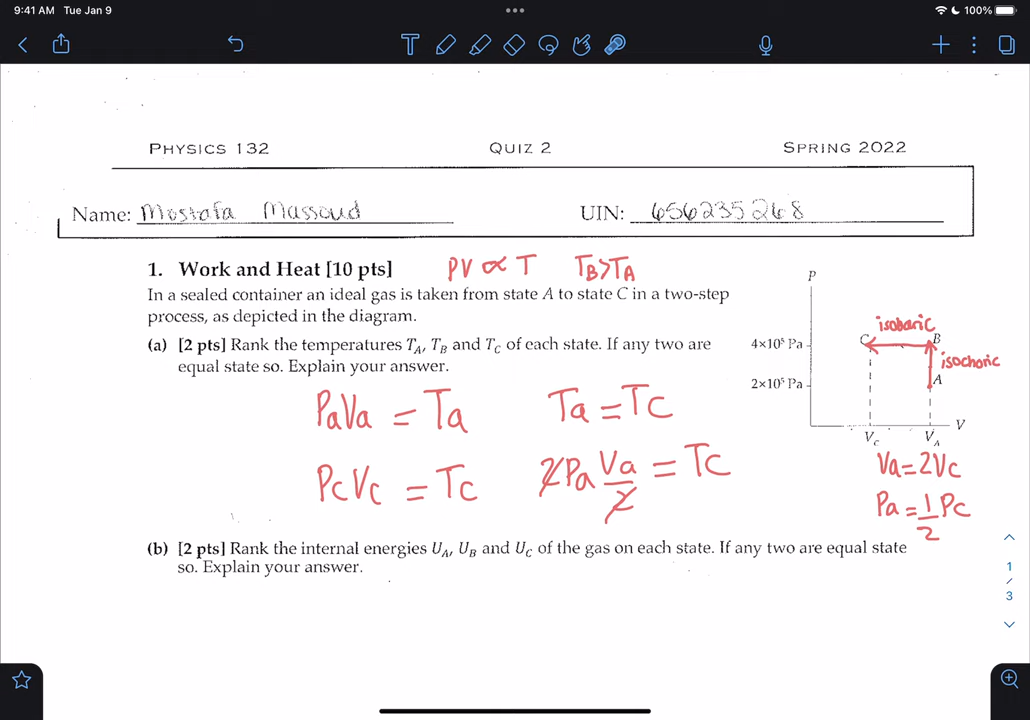 9:41 AM Tue Jan 9
100%
PHYSICS 132 QUIZ 2 SPRING 2022
Name: Mostafa Massoud UIN: 656235268
1. Work and Heat [10 pts] PV ∝ T TB>TA
In a sealed container an ideal gas is taken from state A to state C in a two-step
process, as depicted in the diagram.
(a) [2 pts] Rank the temperatures TA, TB and TC of each state. If any two are
equal state so. Explain your answer.
PaVa = Ta Ta = Tc
PcVc = Tc 2Pa Va/2 = Tc
P
isobaric
4×10⁵ Pa C B
isochoric
2×10⁵ Pa A
V
VC VA
Va=2Vc
Pa=1/2 Pc
(b) [2 pts] Rank the internal energies UA, UB and UC of the gas on each state. If any two are equal state
so. Explain your answer.
1
/
3